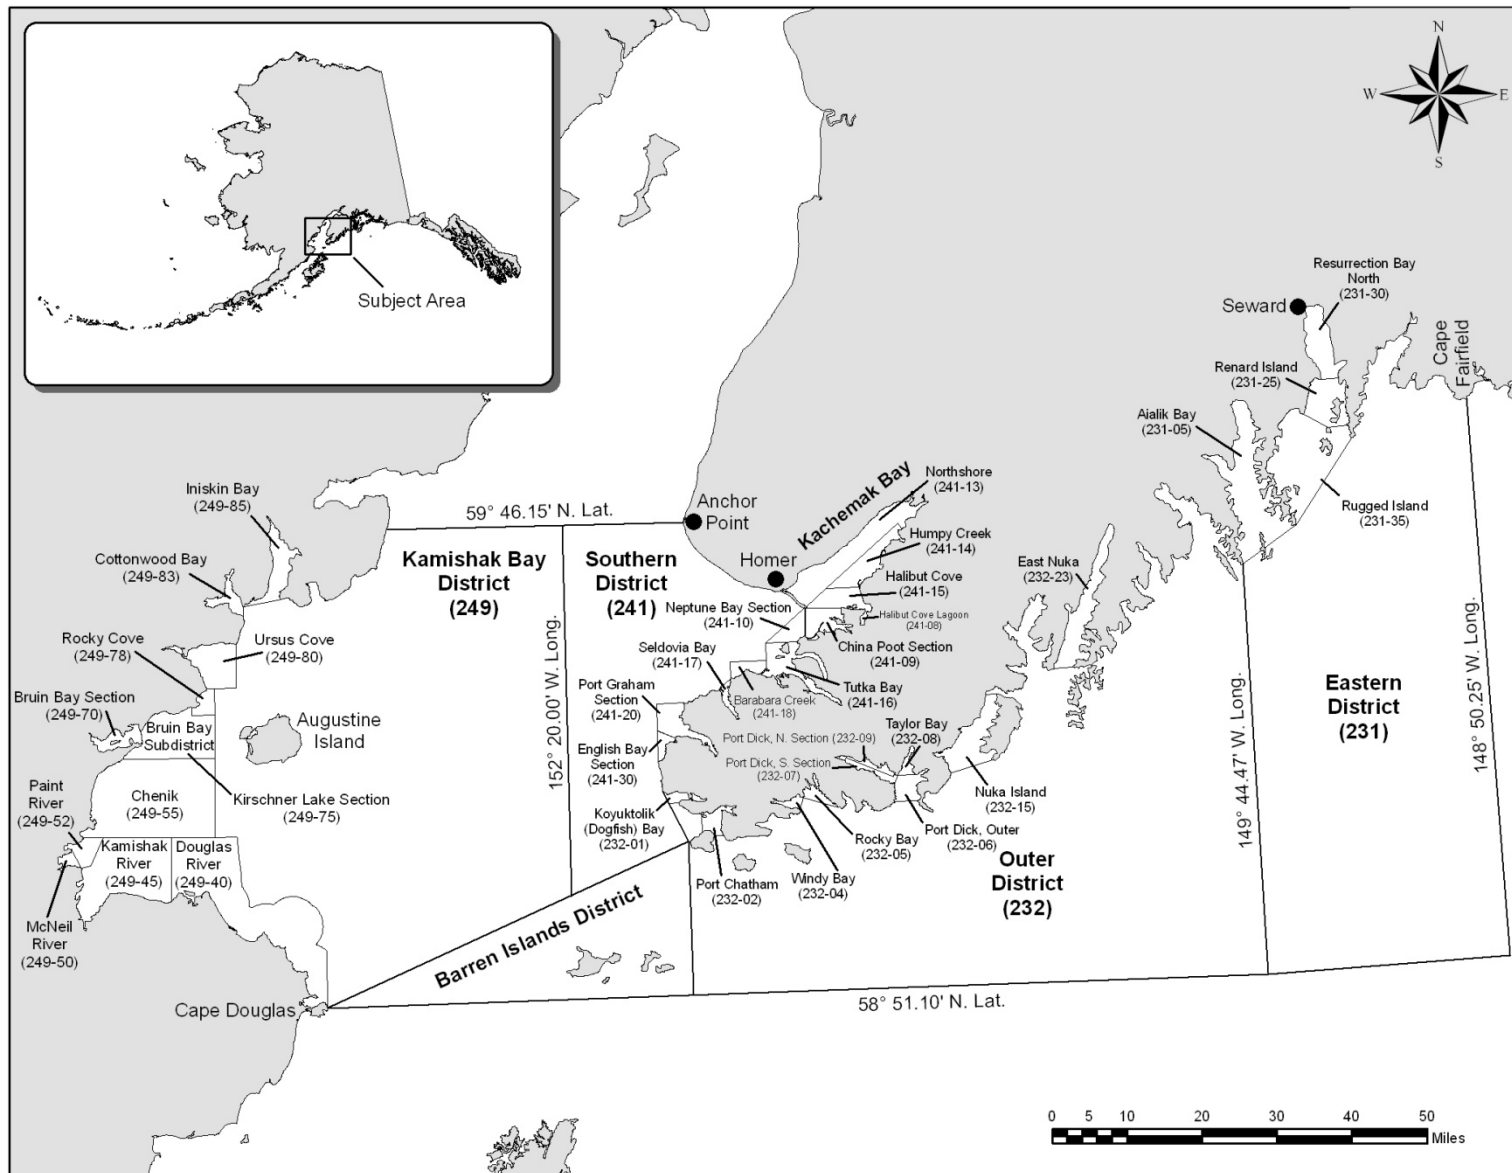 N
W
E
S
Subject Area
Resurrection Bay
North
(231-30)
Seward
Cape
Fairfield
Renard Island
(231-25)
Aialik Bay
(231-05)
Rugged Island
(231-35)
Northshore
(241-13)
Kachemak Bay
Anchor
Point
59° 46.15' N. Lat.
Iniskin Bay
(249-85)
Humpy Creek
(241-14)
Homer
East Nuka
(232-23)
Cottonwood Bay
(249-83)
Kamishak Bay
District
(249)
Southern
District
(241)
Halibut Cove
(241-15)
Neptune Bay Section
(241-10)
Halibut Cove Lagoon
(241-08)
Rocky Cove
(249-78)
Ursus Cove
(249-80)
Seldovia Bay
(241-17)
China Poot Section
(241-09)
Bruin Bay Section
(249-70)
Port Graham
Section
(241-20)
Barabara Creek
(241-18)
Tutka Bay
(241-16)
Eastern
District
(231)
152° 20.00' W. Long.
149° 44.47' W. Long.
148° 50.25' W. Long.
Bruin Bay
Subdistrict
Augustine
Island
English Bay
Section
(241-30)
Port Dick, N. Section (232-09)
Taylor Bay
(232-08)
Port Dick, S. Section
(232-07)
Paint
River
(249-52)
Chenik
(249-55)
Kirschner Lake Section
(249-75)
Nuka Island
(232-15)
Koyuktolik
(Dogfish) Bay
(232-01)
Rocky Bay
(232-05)
Port Dick, Outer
(232-06)
Kamishak
River
(249-45)
Douglas
River
(249-40)
Outer
District
(232)
Port Chatham
(232-02)
Windy Bay
(232-04)
McNeil
River
(249-50)
Barren Islands District
Cape Douglas
58° 51.10' N. Lat.
0 5 10 20 30 40 50
Miles